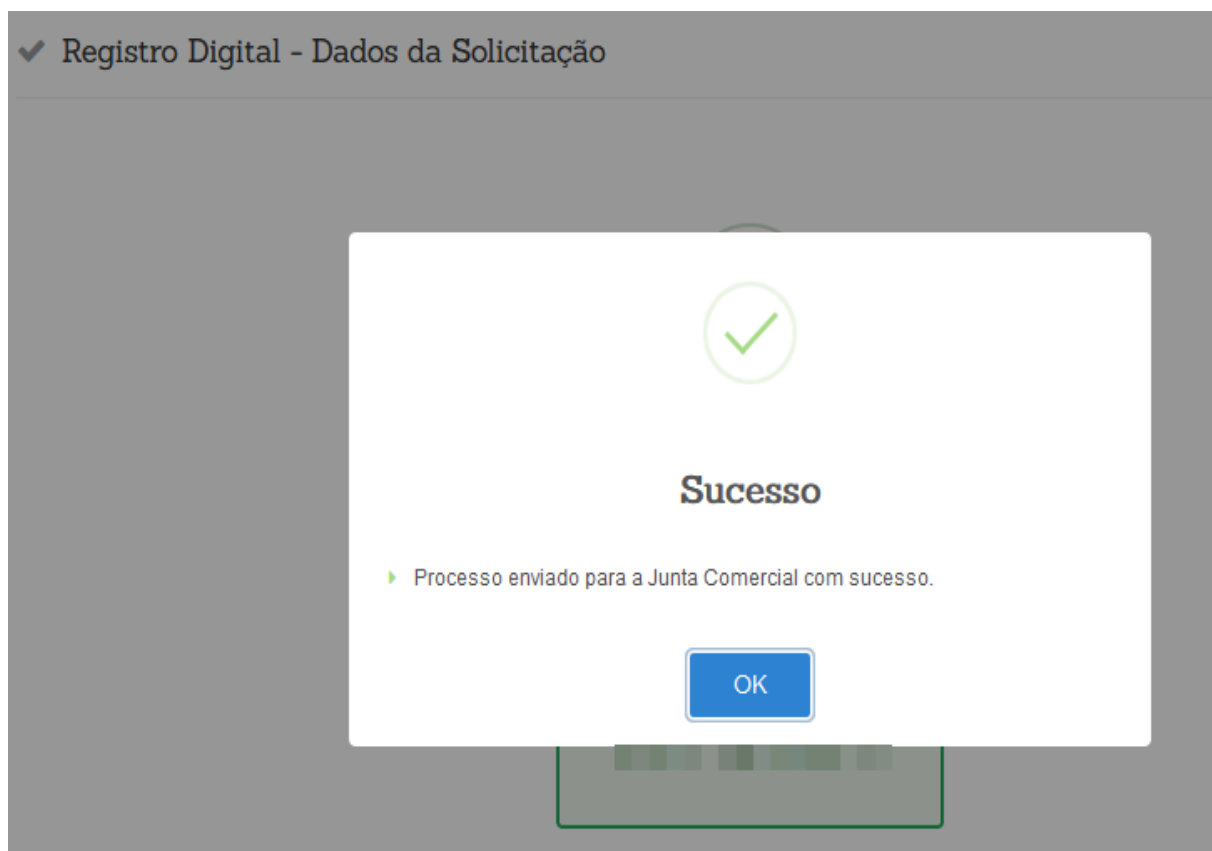 Registro Digital - Dados da Solicitação
Sucesso
Processo enviado para a Junta Comercial com sucesso.
OK